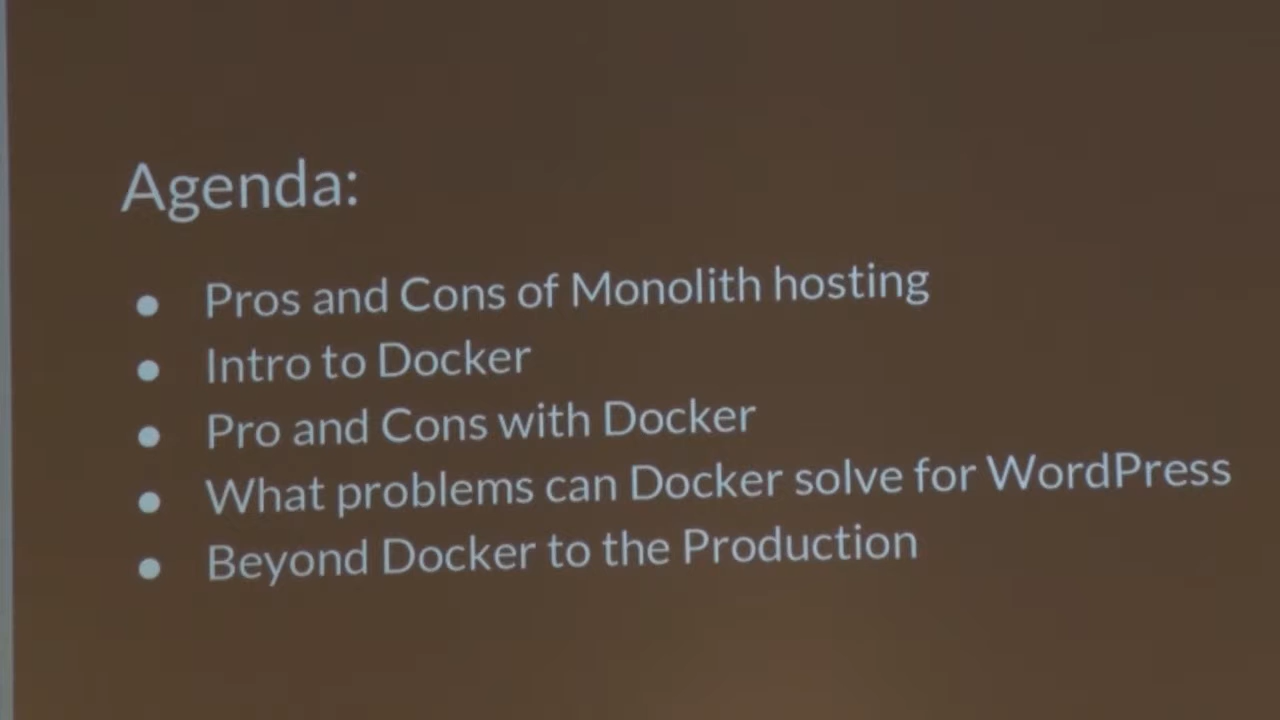 Agenda:
● Pros and Cons of Monolith hosting
● Intro to Docker
● Pro and Cons with Docker
● What problems can Docker solve for WordPress
● Beyond Docker to the Production